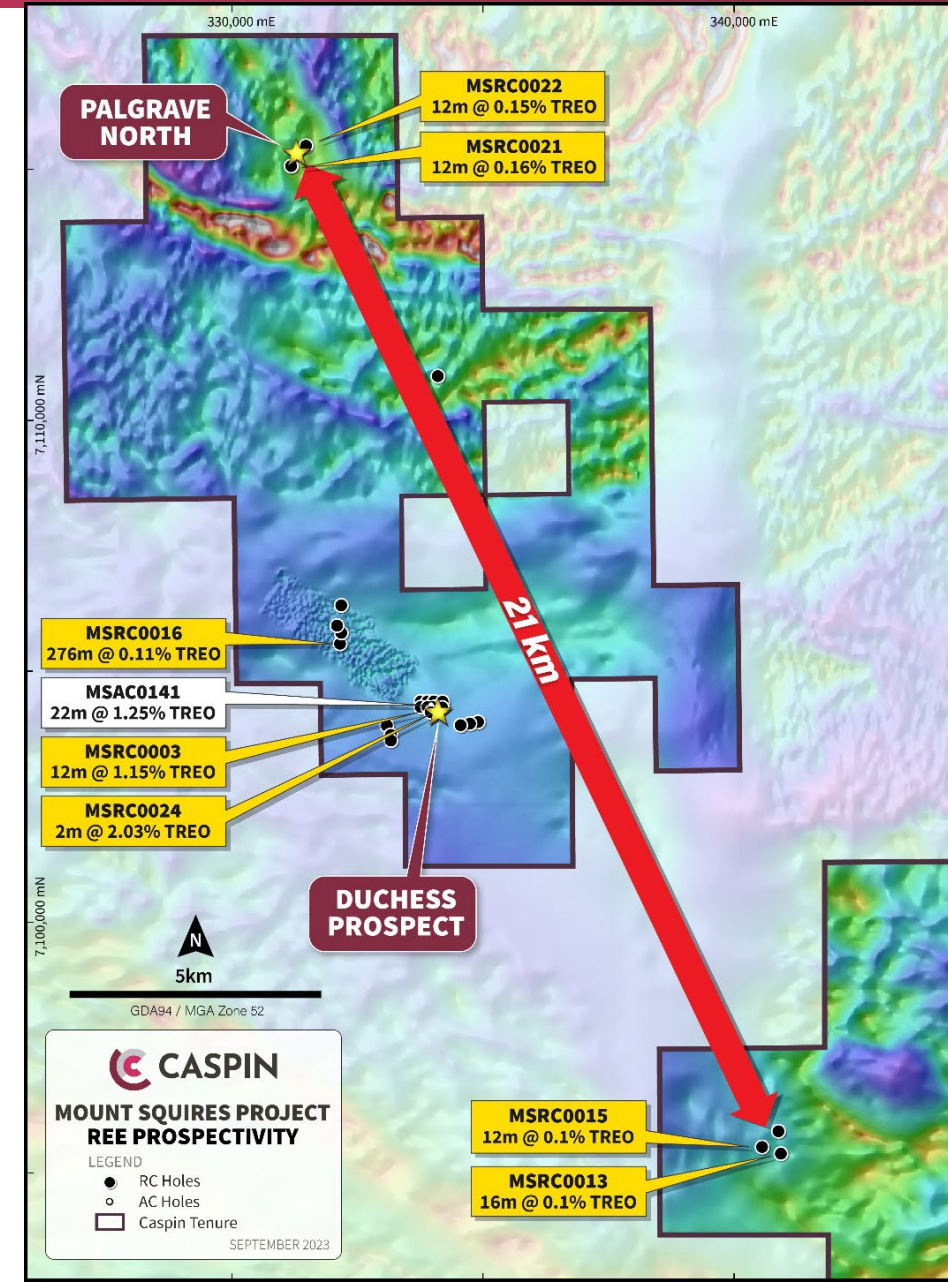 330,000 mE
340,000 mE
PALGRAVE
NORTH
MSRC0022
12m @ 0.15% TREO
MSRC0021
12m @ 0.16% TREO
7,110,000 mN
21 km
MSRC0016
276m @ 0.11% TREO
MSAC0141
22m @ 1.25% TREO
MSRC0003
12m @ 1.15% TREO
MSRC0024
2m @ 2.03% TREO
DUCHESS
PROSPECT
7,100,000 mN
N
5km
GDA94 / MGA Zone 52
CASPIN
MOUNT SQUIRES PROJECT
REE PROSPECTIVITY
LEGEND
RC Holes
AC Holes
Caspin Tenure
SEPTEMBER 2023
MSRC0015
12m @ 0.1% TREO
MSRC0013
16m @ 0.1% TREO